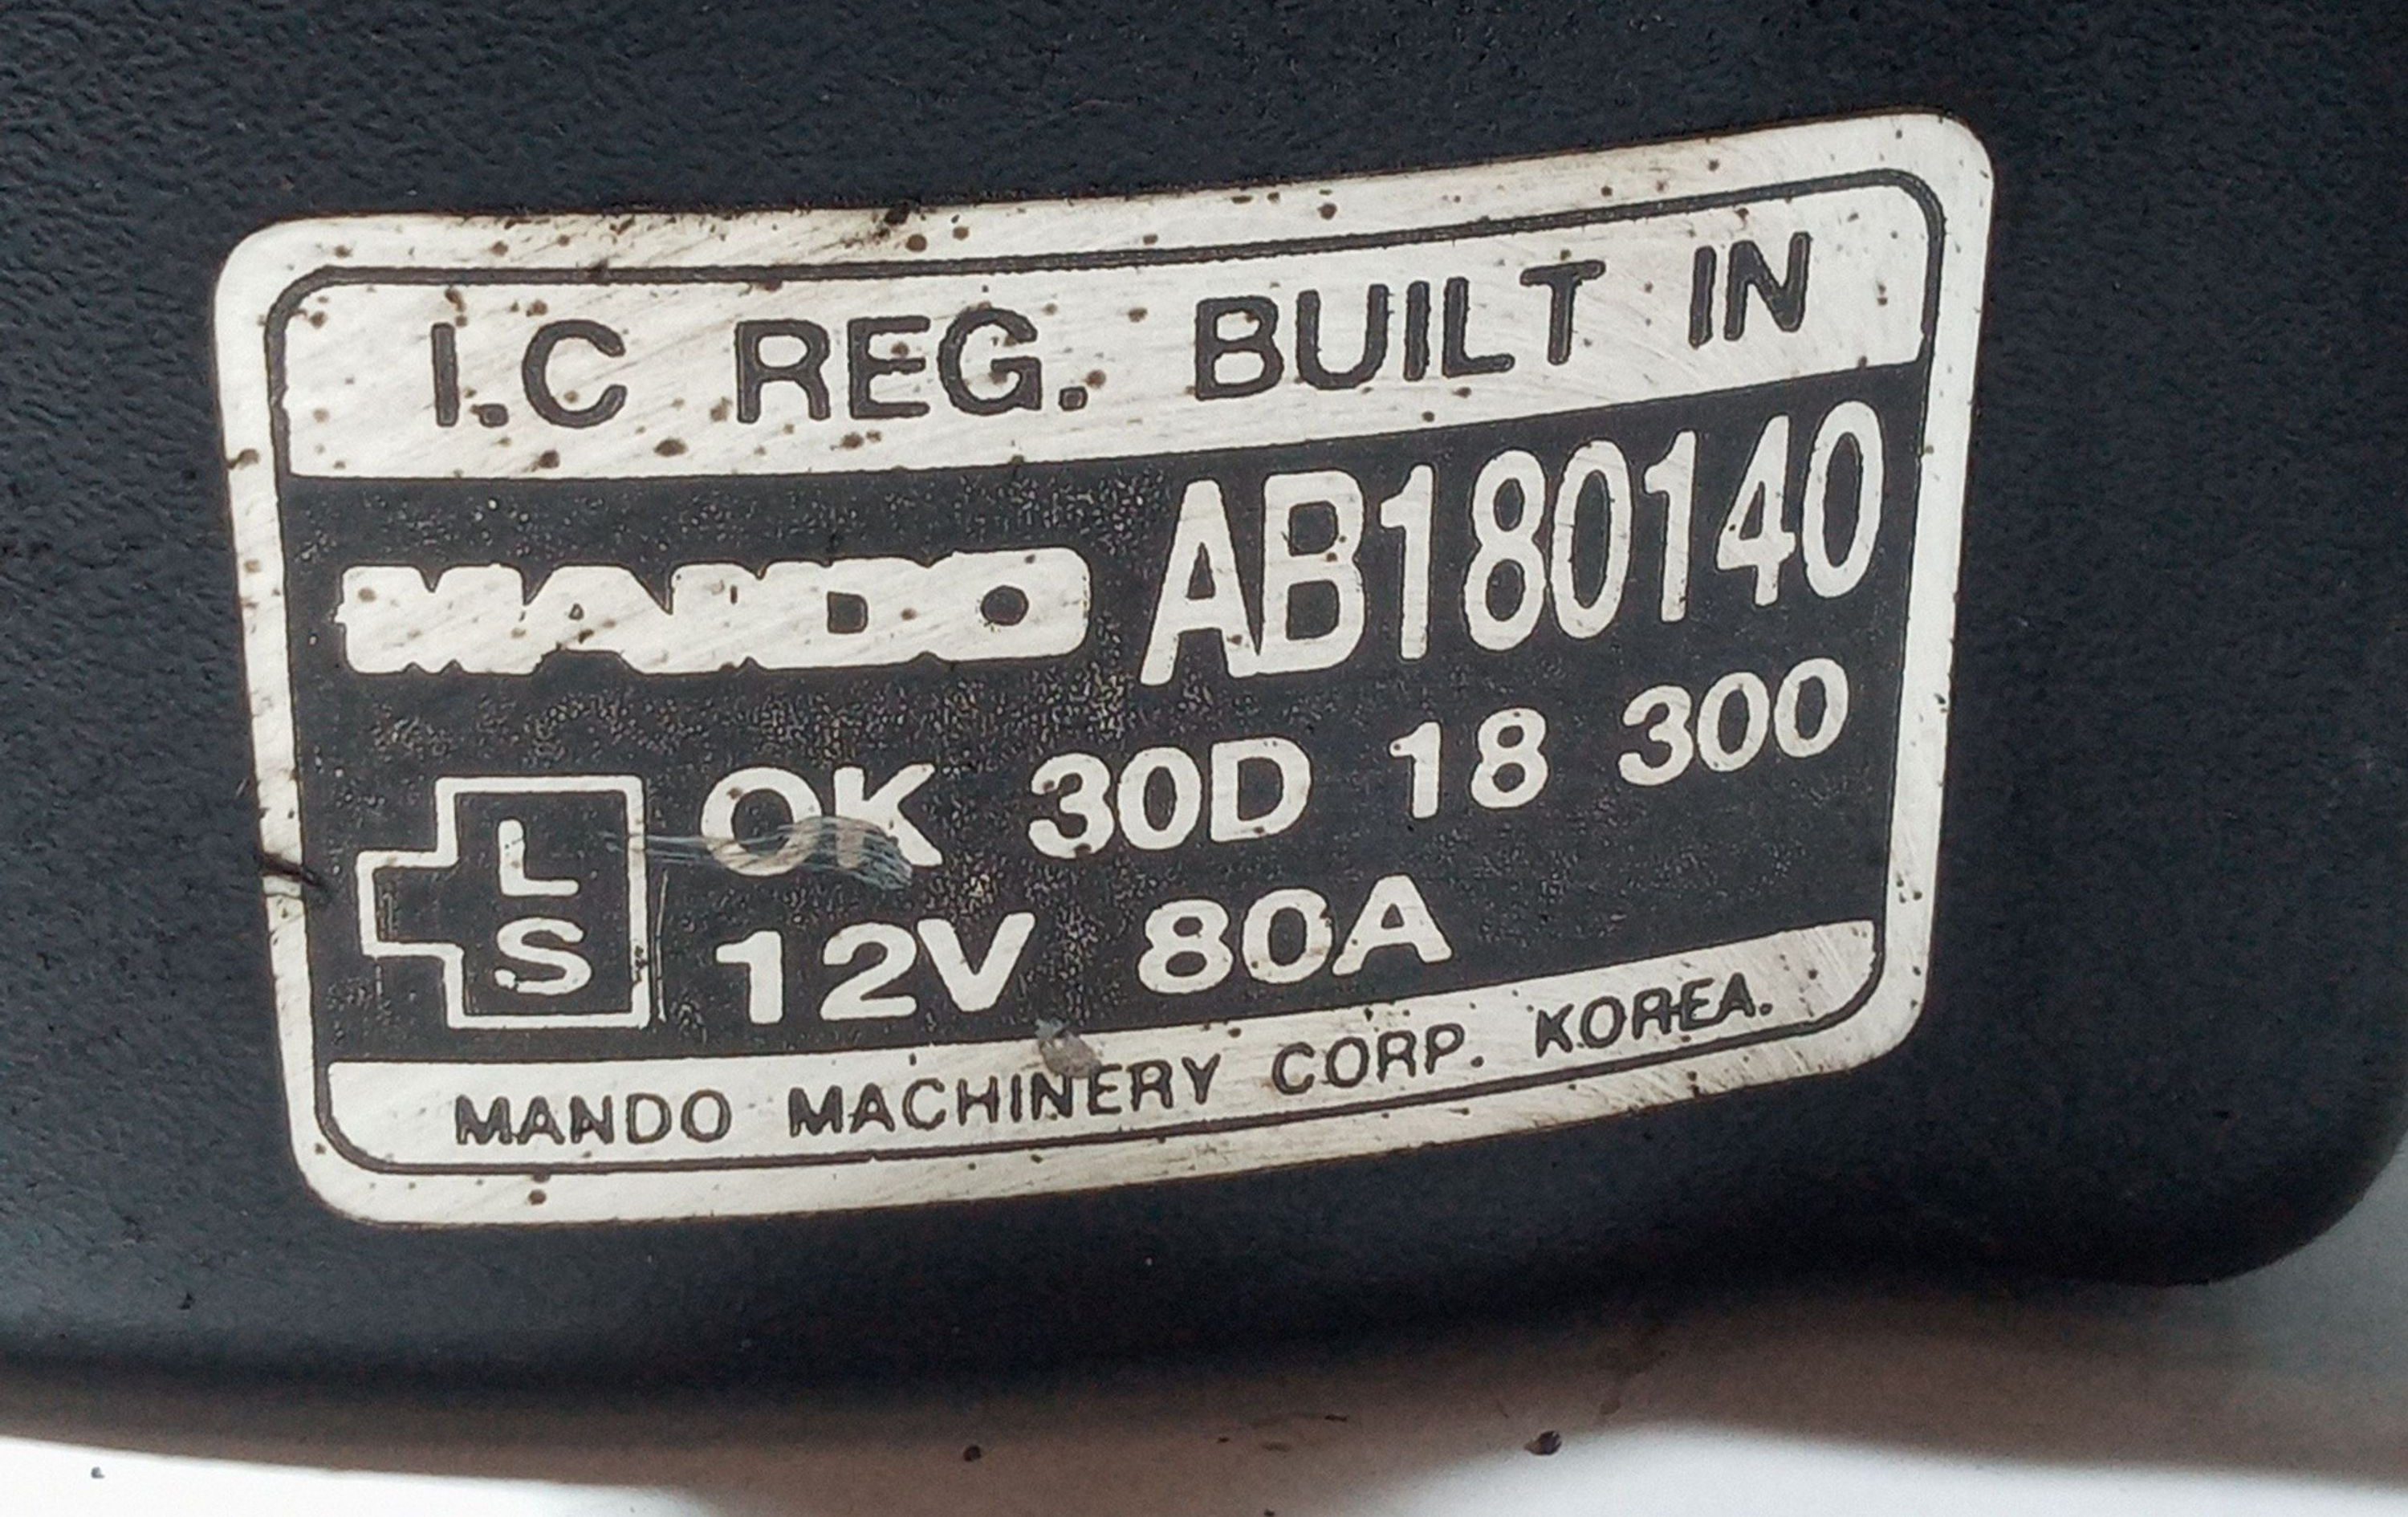 I.C REG. BUILT IN
MANDO AB180140
OK 30D 18 300
L
S
12V 80A
MANDO MACHINERY CORP. KOREA.